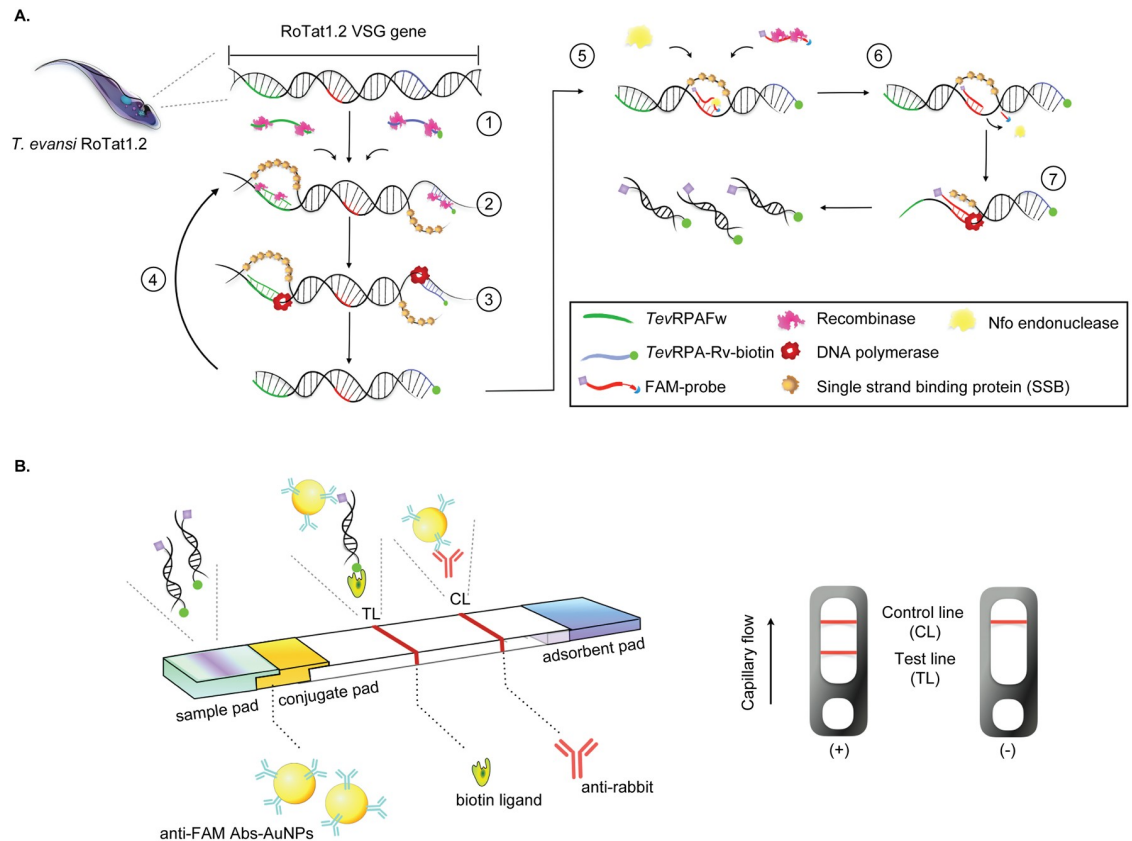 A.
RoTat1.2 VSG gene
T. evansi RoTat1.2
1
2
3
4
5
6
7
TevRPAFw
Recombinase
Nfo endonuclease
TevRPA-Rv-biotin
DNA polymerase
FAM-probe
Single strand binding protein (SSB)
B.
TL
CL
sample pad
conjugate pad
adsorbent pad
anti-FAM Abs-AuNPs
biotin ligand
anti-rabbit
Capillary flow
Control line
(CL)
Test line
(TL)
(+)
(-)